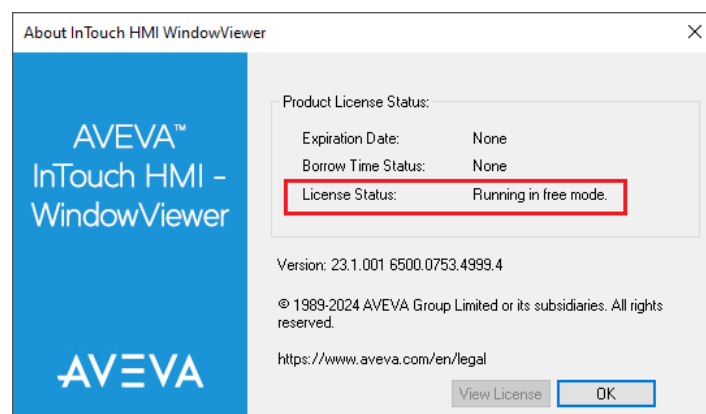 About InTouch HMI WindowViewer
AVEVA™
InTouch HMI -
WindowViewer
AVEVA
Product License Status:
Expiration Date: None
Borrow Time Status: None
License Status: Running in free mode.
Version: 23.1.001 6500.0753.4999.4
© 1989-2024 AVEVA Group Limited or its subsidiaries. All rights
reserved.
https://www.aveva.com/en/legal
View License OK